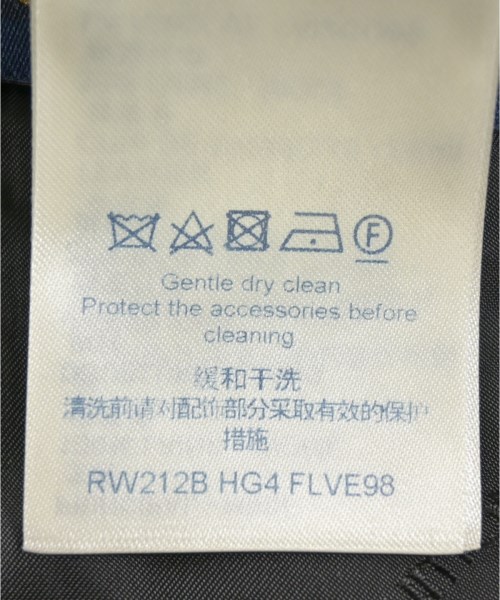 F
Gentle dry clean
Protect the accessories before
cleaning
缓和干洗
清洗前请对配饰部分采取有效的保护
措施
RW212B HG4 FLVE98